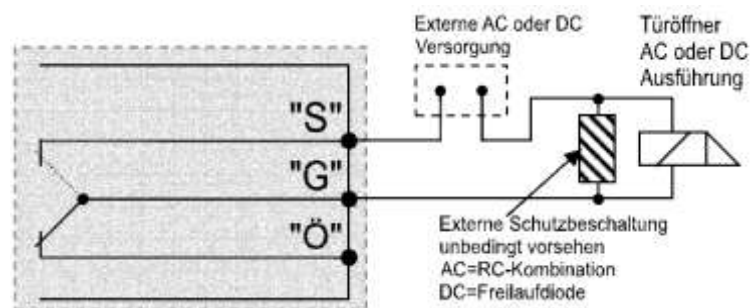 Externe AC oder DC
Versorgung
Türöffner
AC oder DC
Ausführung
"S"
"G"
"Ö"
Externe Schutzbeschaltung
unbedingt vorsehen
AC=RC-Kombination
DC=Freilaufdiode